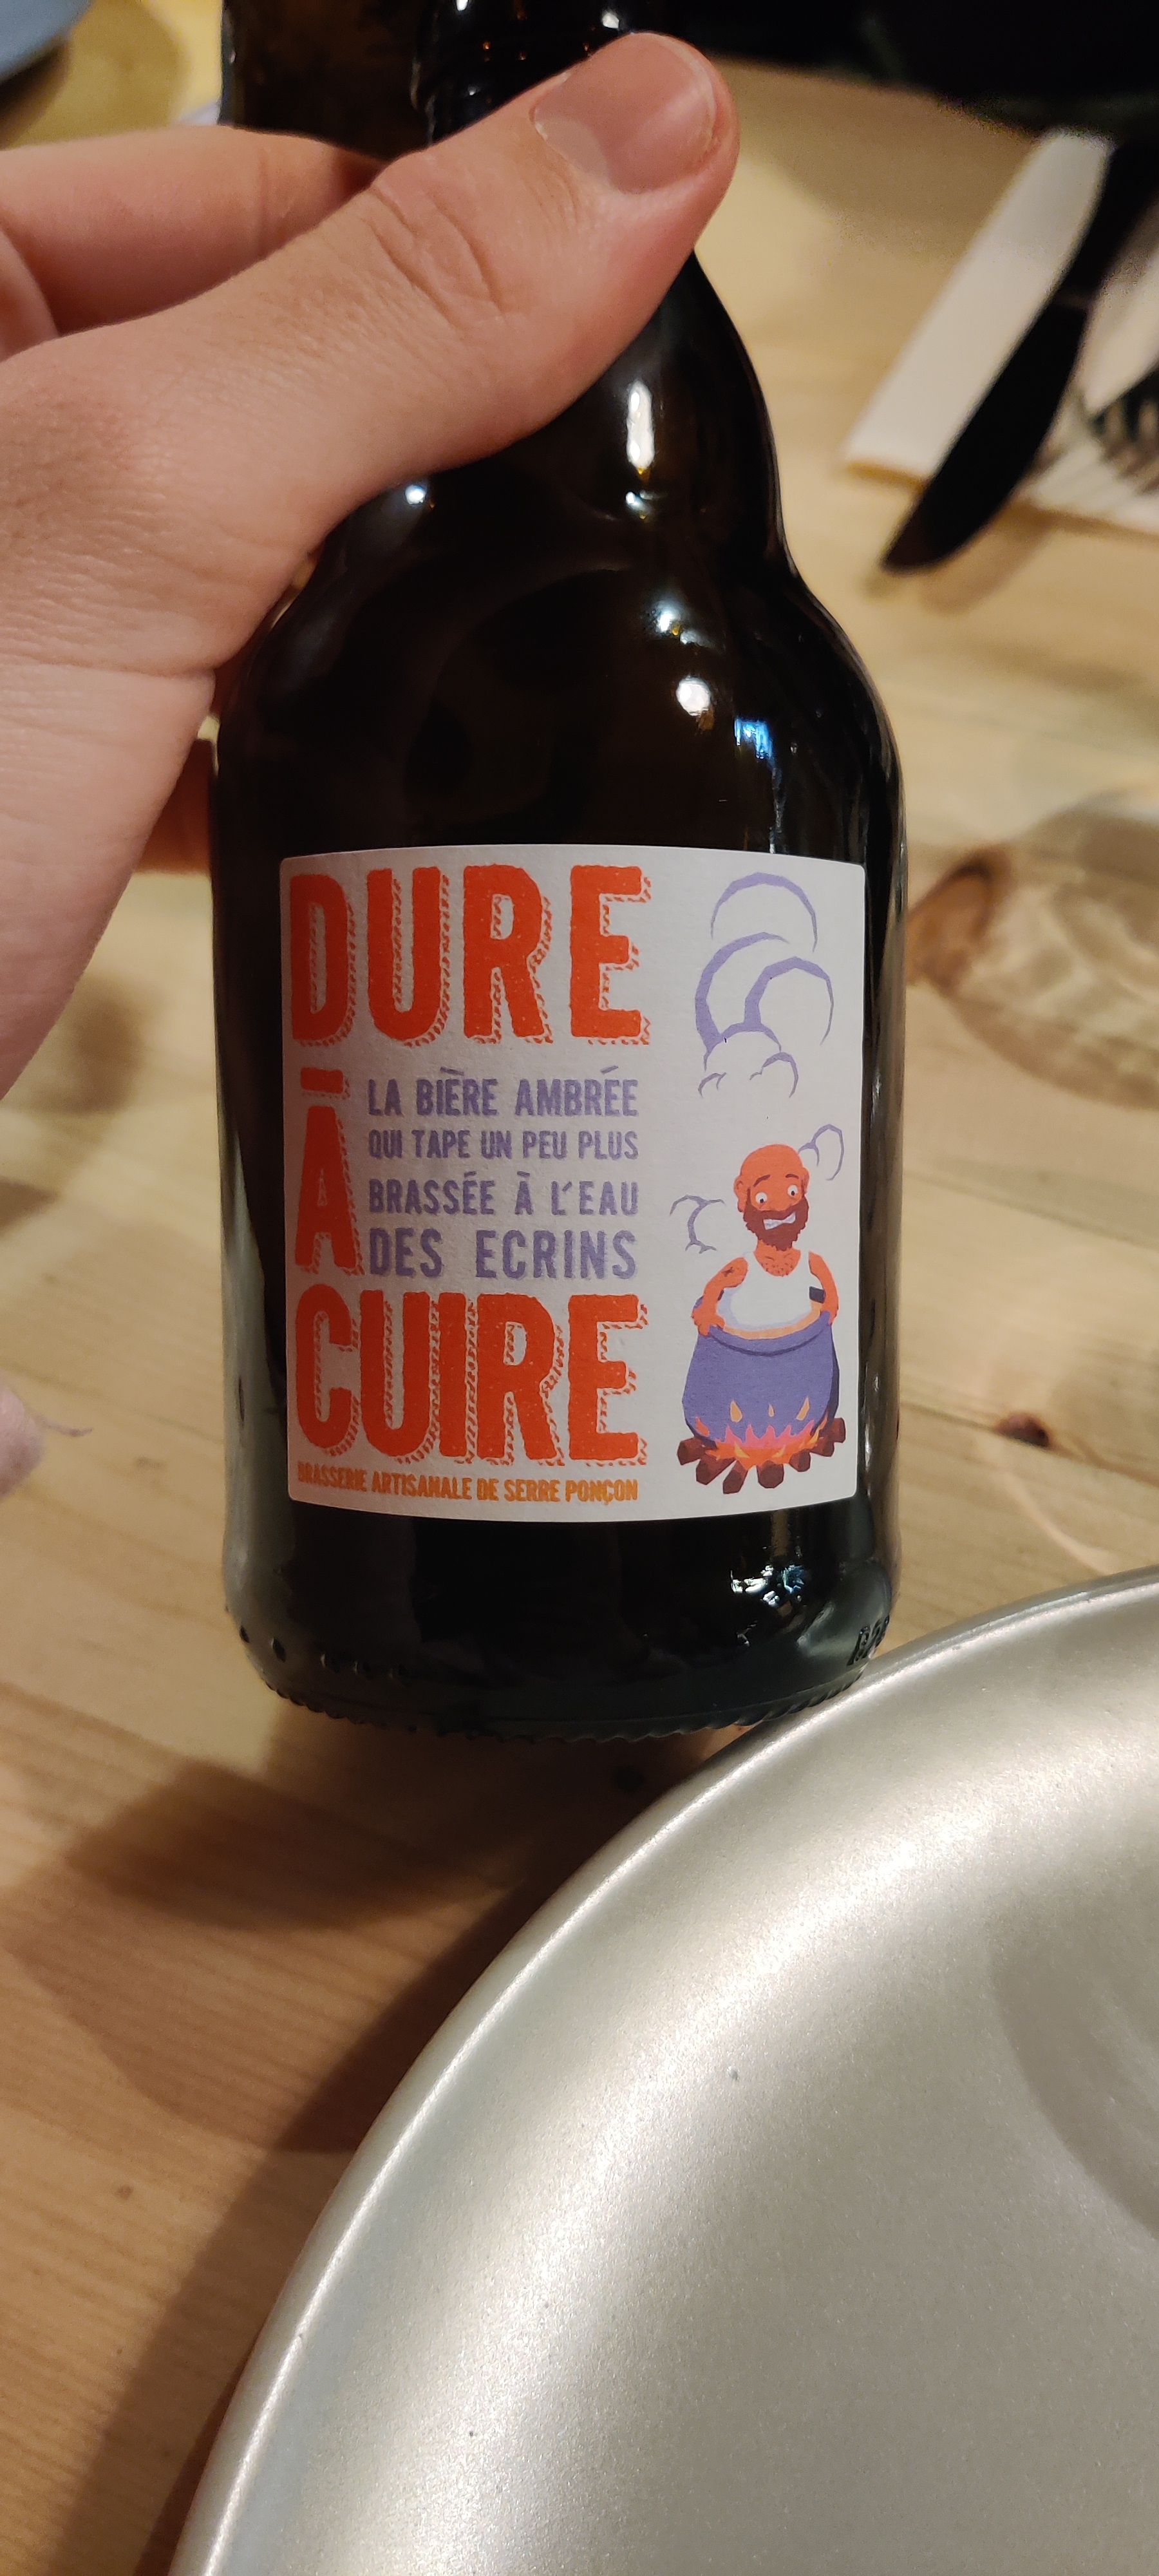 DURE
À
LA BIÈRE AMBRÉE
QUI TAPE UN PEU PLUS
BRASSÉE À L'EAU
DES ECRINS
CUIRE
BRASSERIE ARTISANALE DE SERRE PONÇON